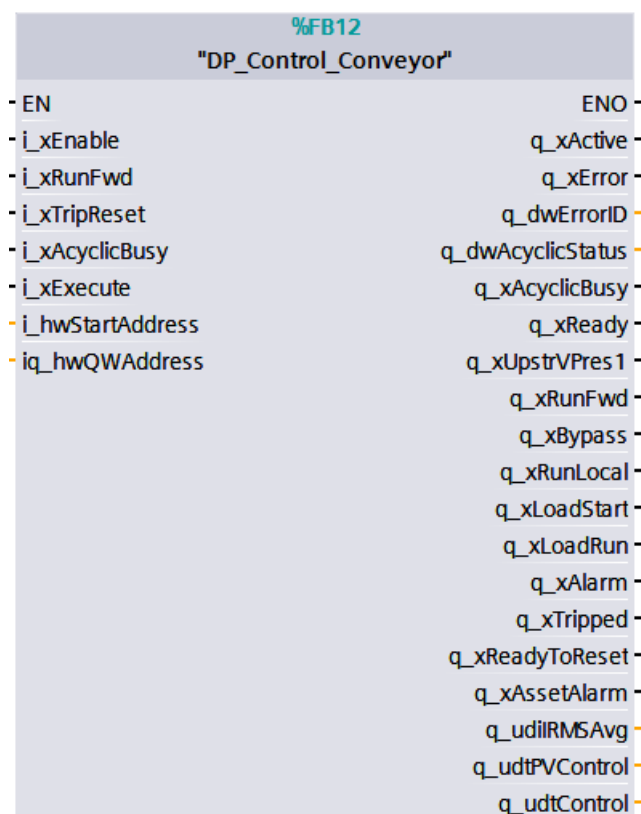 %FB12
"DP_Control_Conveyor"
EN ENO
i_xEnable q_xActive
i_xRunFwd q_xError
i_xTripReset q_dwErrorID
i_xAcyclicBusy q_dwAcyclicStatus
i_xExecute q_xAcyclicBusy
i_hwStartAddress q_xReady
iq_hwQWAddress q_xUpstrVPres1
q_xRunFwd
q_xBypass
q_xRunLocal
q_xLoadStart
q_xLoadRun
q_xAlarm
q_xTripped
q_xReadyToReset
q_xAssetAlarm
q_udiIRMSAvg
q_udtPVControl
q_udtControl